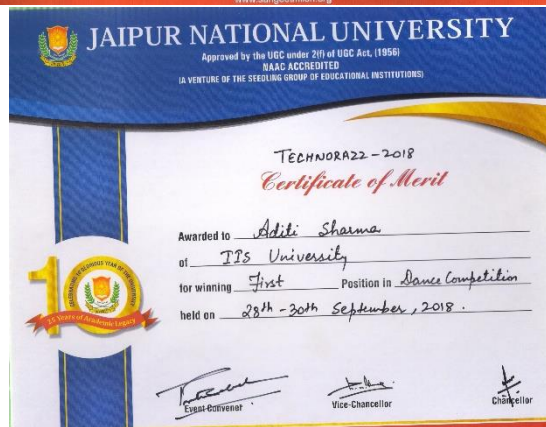 JAIPUR NATIONAL UNIVERSITY
Approved by the UGC under 2(f) of UGC Act, (1956)
NAAC ACCREDITED
(A VENTURE OF THE SEEDLING GROUP OF EDUCATIONAL INSTITUTIONS)
TECHNORAZZ-2018
Certificate of Merit
Awarded to Aditi Sharma
of IIS University
for winning First Position in Dance Competition
held on 28th - 30th September, 2018.
10
25 Years of Academic Legacy
Event Convener
Vice-Chancellor
Chancellor